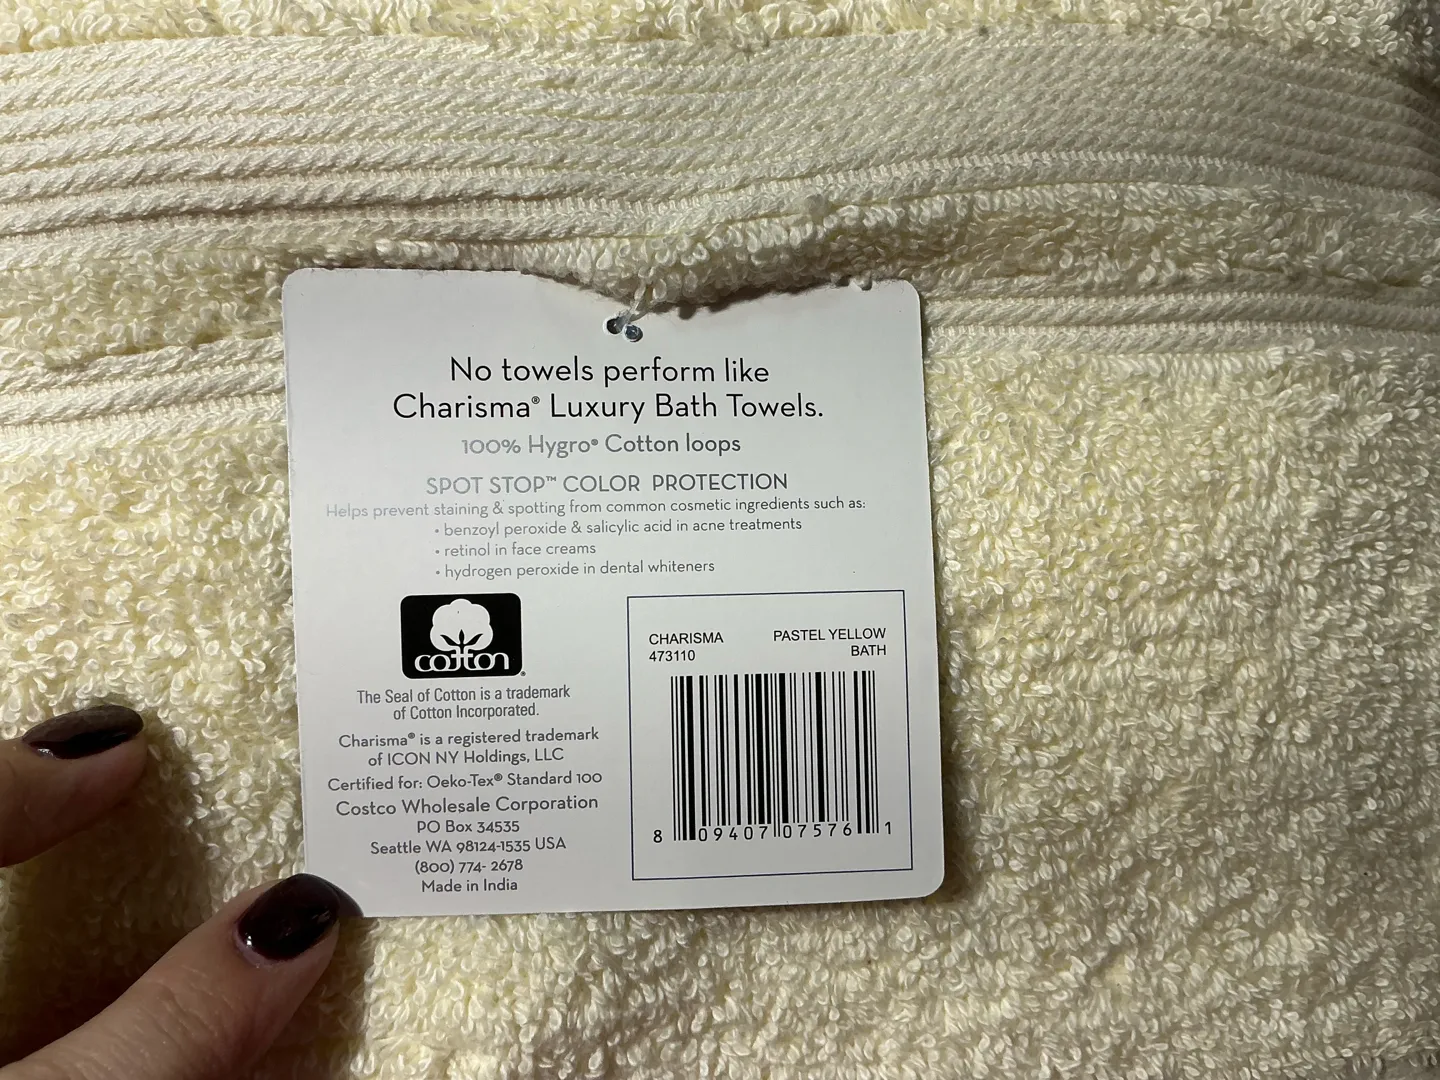 No towels perform like
Charisma® Luxury Bath Towels.
100% Hygro® Cotton loops
SPOT STOP™ COLOR PROTECTION
Helps prevent staining & spotting from common cosmetic ingredients such as:
• benzoyl peroxide & salicylic acid in acne treatments
• retinol in face creams
• hydrogen peroxide in dental whiteners
cotton®
The Seal of Cotton is a trademark
of Cotton Incorporated.
Charisma® is a registered trademark
of ICON NY Holdings, LLC
Certified for: Oeko-Tex® Standard 100
Costco Wholesale Corporation
PO Box 34535
Seattle WA 98124-1535 USA
(800) 774- 2678
Made in India
CHARISMA PASTEL YELLOW
473110 BATH
8 09407 07576 1